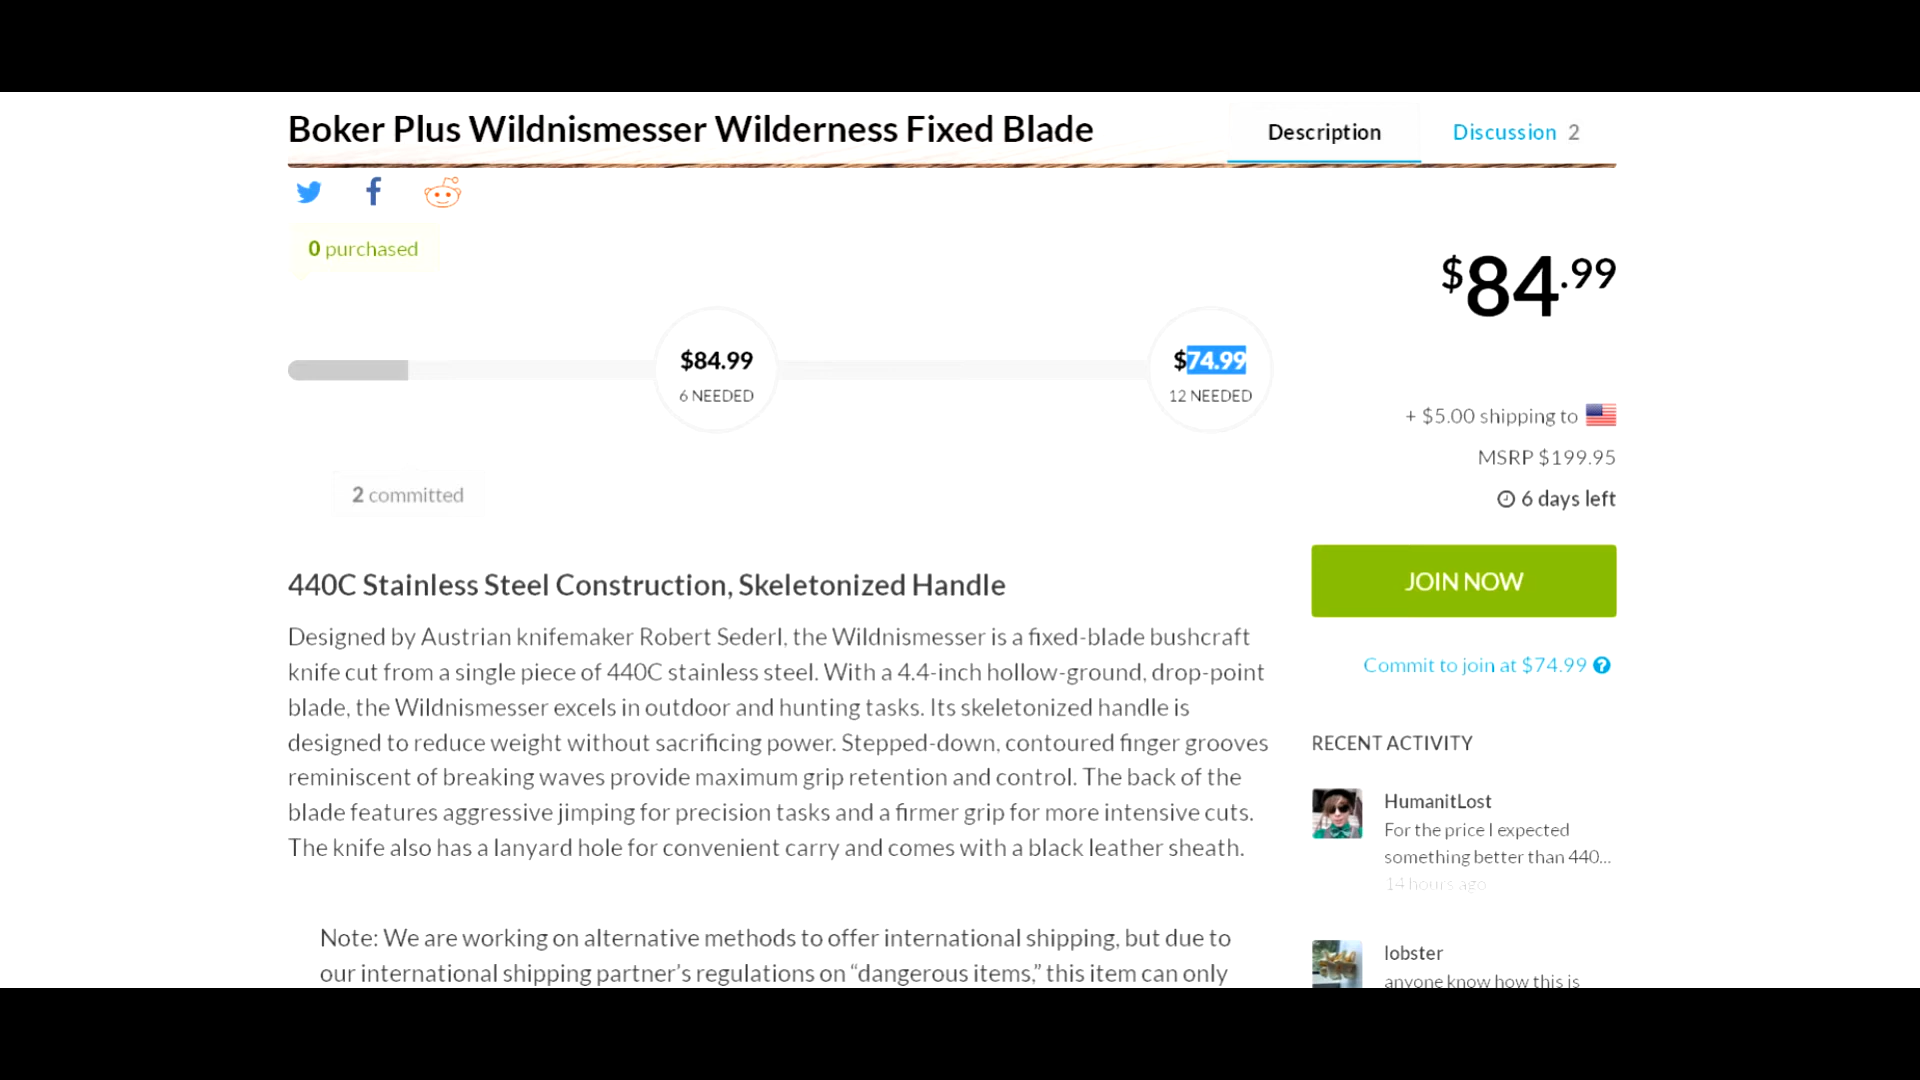 Boker Plus Wildnismesser Wilderness Fixed Blade
Description
Discussion 2
0 purchased
$84.99
$84.99
6 NEEDED
$74.99
12 NEEDED
+ $5.00 shipping to
MSRP $199.95
6 days left
2 committed
JOIN NOW
Commit to join at $74.99 ?
440C Stainless Steel Construction, Skeletonized Handle
Designed by Austrian knifemaker Robert Sederl, the Wildnismesser is a fixed-blade bushcraft
knife cut from a single piece of 440C stainless steel. With a 4.4-inch hollow-ground, drop-point
blade, the Wildnismesser excels in outdoor and hunting tasks. Its skeletonized handle is
designed to reduce weight without sacrificing power. Stepped-down, contoured finger grooves
reminiscent of breaking waves provide maximum grip retention and control. The back of the
blade features aggressive jimping for precision tasks and a firmer grip for more intensive cuts.
The knife also has a lanyard hole for convenient carry and comes with a black leather sheath.
Note: We are working on alternative methods to offer international shipping, but due to
our international shipping partner's regulations on “dangerous items,” this item can only
RECENT ACTIVITY
HumanitLost
For the price I expected
something better than 440...
14 hours ago
lobster
anyone know how this is